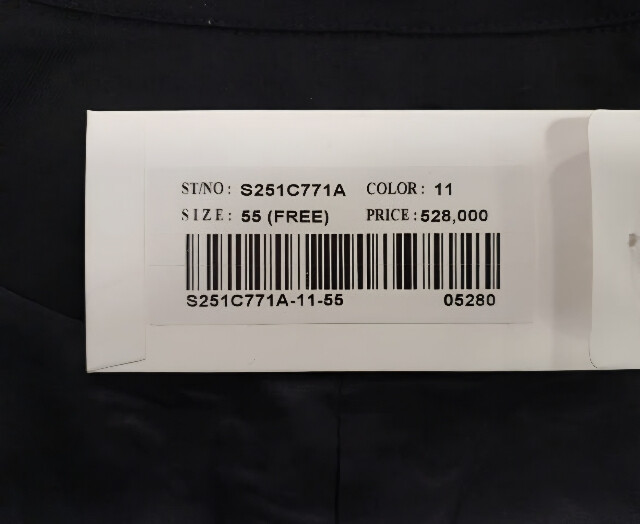 ST/NO: S251C771A COLOR: 11
SIZE: 55 (FREE) PRICE: 528,000
S251C771A-11-55 05280